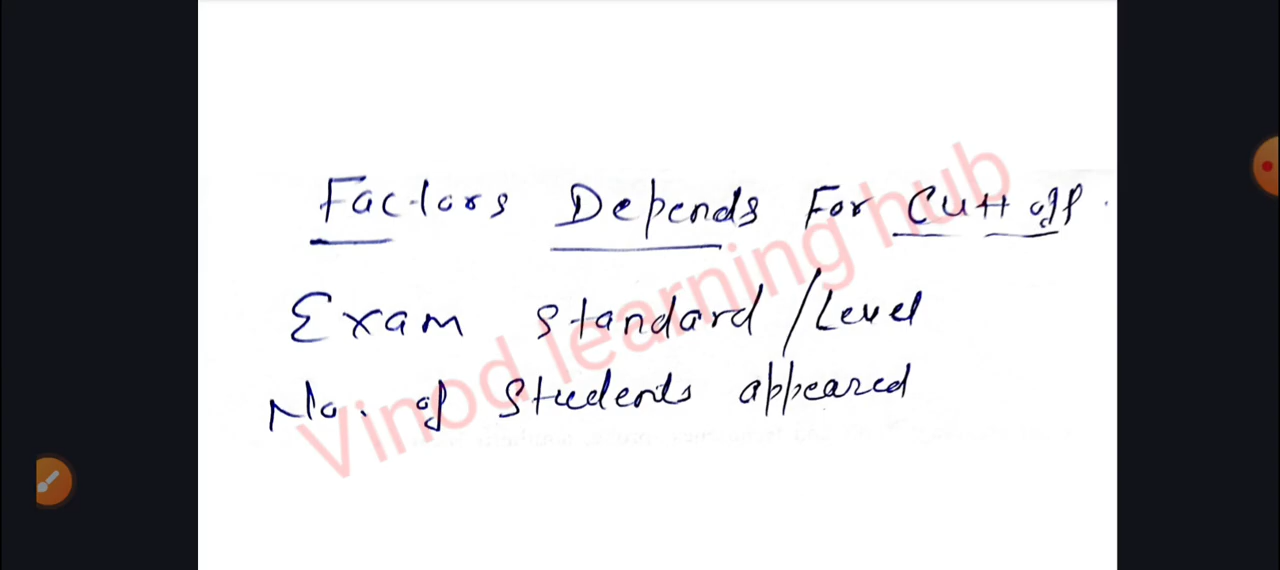 Factors Depends For Cutt off.
Exam standard/Level
No. of Students appeared
Vinod learning hub